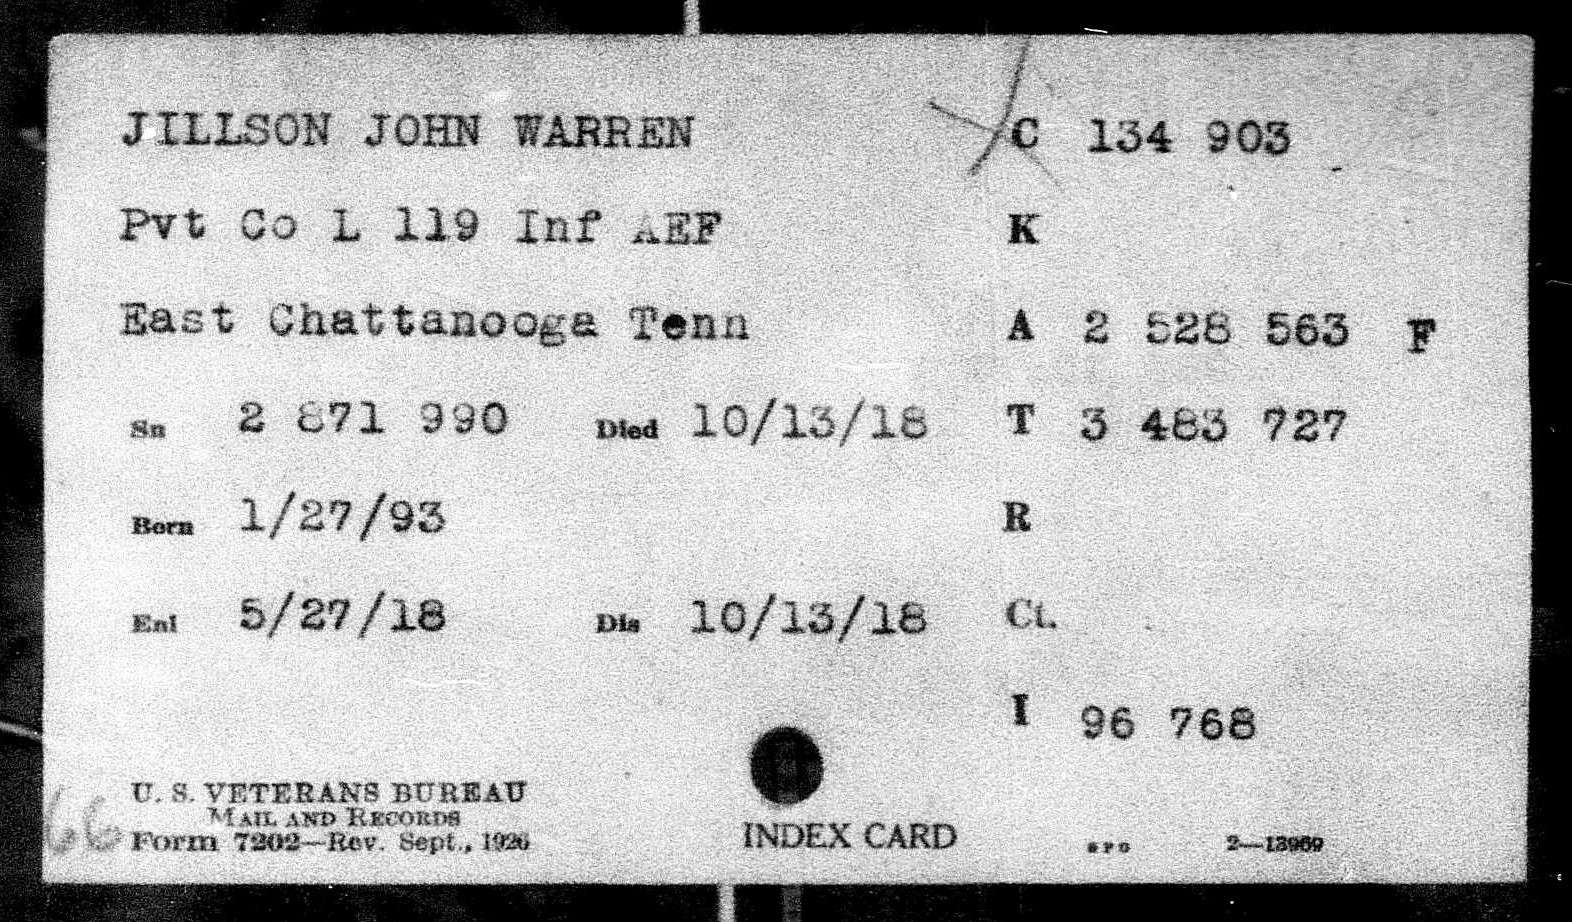 JILLSON JOHN WARREN C 134 903
Pvt Co L 119 Inf AEF K
East Chattanooga Tenn A 2 528 563 F
Sn 2 871 990 Died 10/13/18 T 3 483 727
Born 1/27/93 R
Enl 5/27/18 Dis 10/13/18 Ct.
I 96 768
66
U. S. VETERANS BUREAU
MAIL AND RECORDS
Form 7202—Rev. Sept., 1926
INDEX CARD
GPO 2—13969